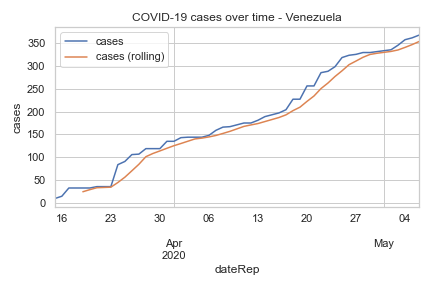 COVID-19 cases over time - Venezuela
cases
cases (rolling)
350
300
250
200
150
100
50
0
cases
16 23 30 06 13 20 27 04
Apr May
2020
dateRep